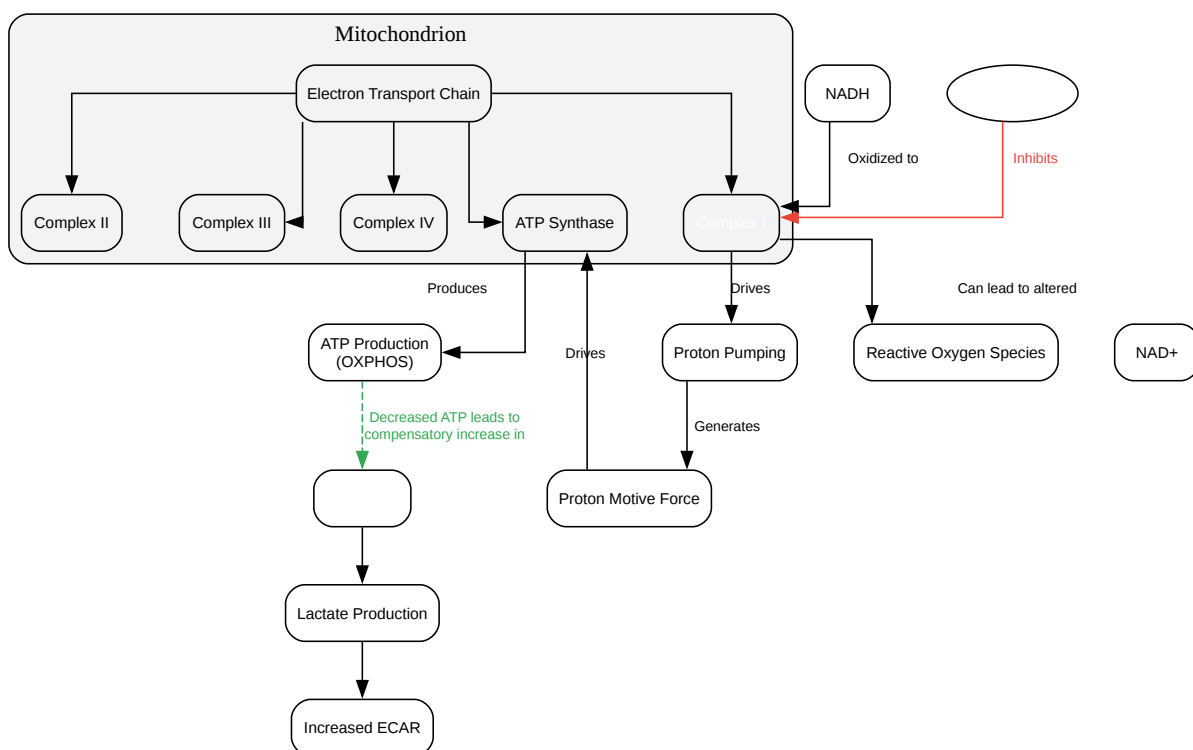 Mitochondrion
Electron Transport Chain
NADH
Oxidized to
Inhibits
Complex II
Complex III
Complex IV
ATP Synthase
Complex I
Produces
Drives
Can lead to altered
ATP Production
(OXPHOS)
Drives
Proton Pumping
Reactive Oxygen Species
NAD+
Decreased ATP leads to
compensatory increase in
Generates
Proton Motive Force
Lactate Production
Increased ECAR